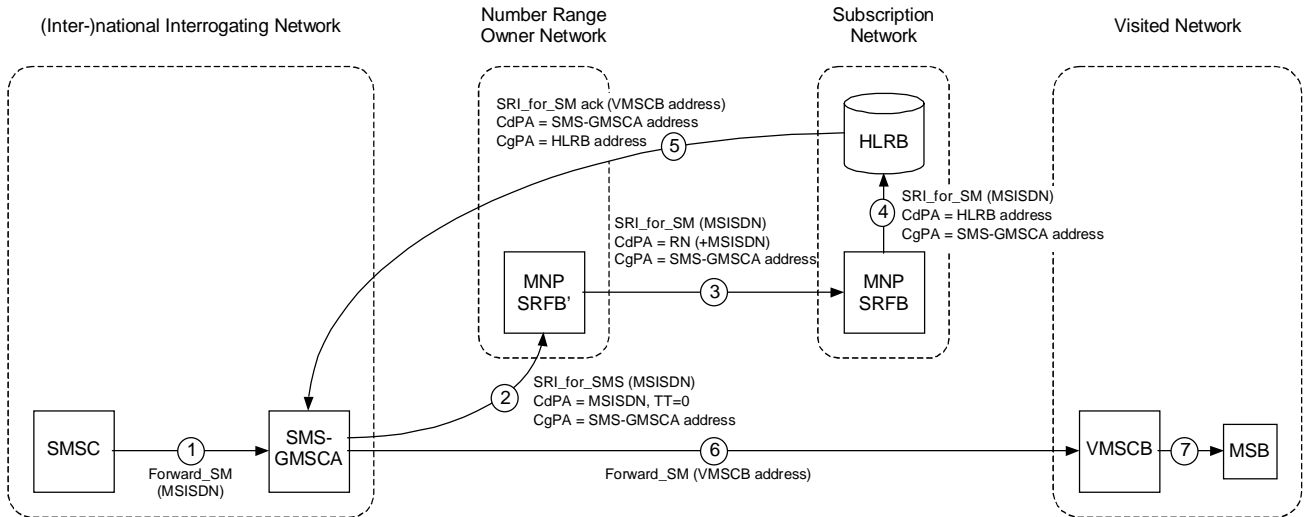 (Inter-)national Interrogating Network
Number Range
Owner Network
Subscription
Network
Visited Network
SRI_for_SM ack (VMSCB address)
CdPA = SMS-GMSCA address
CgPA = HLRB address
5
HLRB
SRI_for_SM (MSISDN)
CdPA = HLRB address
CgPA = SMS-GMSCA address
4
SRI_for_SM (MSISDN)
CdPA = RN (+MSISDN)
CgPA = SMS-GMSCA address
MNP
SRFB'
3
MNP
SRFB
2
SRI_for_SMS (MSISDN)
CdPA = MSISDN, TT=0
CgPA = SMS-GMSCA address
SMSC
1
Forward_SM
(MSISDN)
SMS-
GMSCA
6
Forward_SM (VMSCB address)
VMSCB
7
MSB